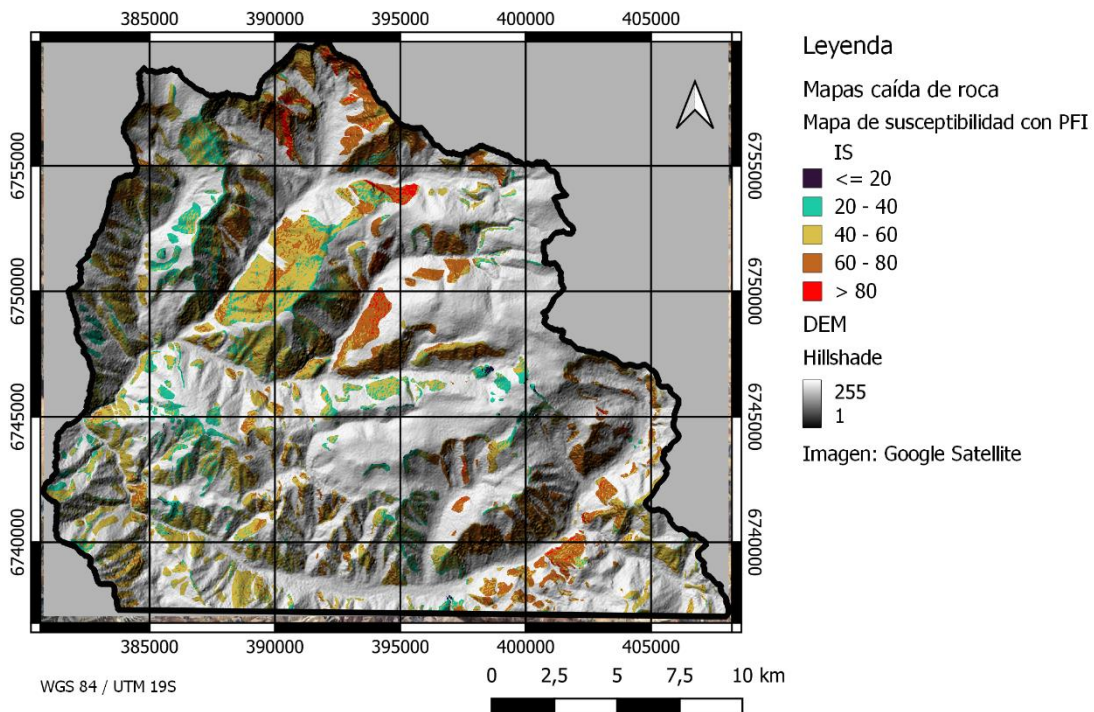 385000 390000 395000 400000 405000
6755000
6750000
6745000
6740000
6755000
6750000
6745000
6740000
385000 390000 395000 400000 405000
WGS 84 / UTM 19S
0 2,5 5 7,5 10 km
Leyenda
Mapas caída de roca
Mapa de susceptibilidad con PFI
IS
<= 20
20 - 40
40 - 60
60 - 80
> 80
DEM
Hillshade
255
1
Imagen: Google Satellite